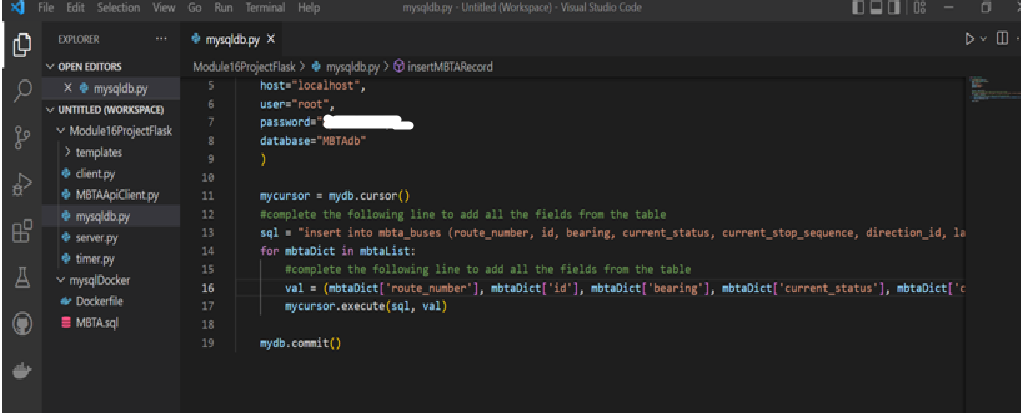 File Edit Selection View Go Run Terminal Help mysqldb.py - Untitled (Workspace) - Visual Studio Code
EXPLORER ...
OPEN EDITORS
mysqldb.py
UNTITLED (WORKSPACE)
Module16ProjectFlask
templates
client.py
MBTAApiClient.py
mysqldb.py
server.py
timer.py
mysqlDocker
Dockerfile
MBTA.sql
mysqldb.py
Module16ProjectFlask > mysqldb.py > insertMBTARecord
5 host="localhost",
6 user="root",
7 password="
8 database="MBTAdb"
9 )
10
11 mycursor = mydb.cursor()
12 #complete the following line to add all the fields from the table
13 sql = "insert into mbta_buses (route_number, id, bearing, current_status, current_stop_sequence, direction_id, la
14 for mbtaDict in mbtaList:
15 #complete the following line to add all the fields from the table
16 val = (mbtaDict['route_number'], mbtaDict['id'], mbtaDict['bearing'], mbtaDict['current_status'], mbtaDict['c
17 mycursor.execute(sql, val)
18
19 mydb.commit()